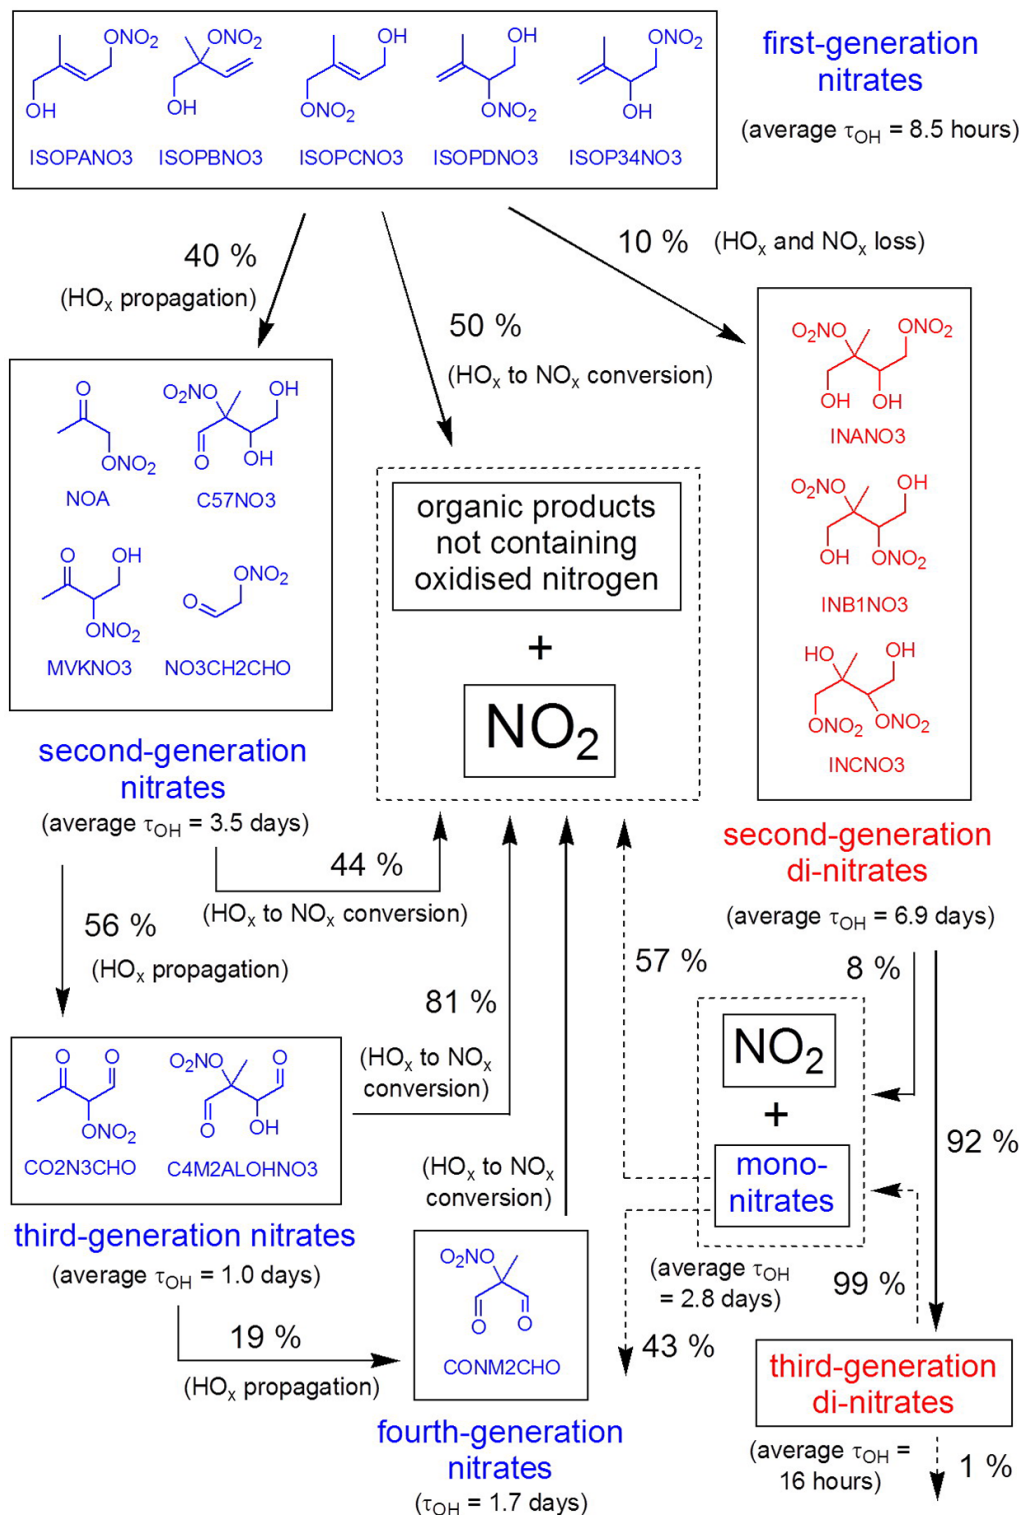 ONO2
ONO2
OH
OH
ONO2
OH
OH
ONO2
ONO2
OH
ISOPANO3
ISOPBNO3
ISOPCNO3
ISOPDNO3
ISOP34NO3
first-generation
nitrates
(average τOH = 8.5 hours)
40 %
(HOx propagation)
50 %
(HOx to NOx conversion)
10 %
(HOx and NOx loss)
O
ONO2
NOA
O2NO
OH
O
OH
C57NO3
O
OH
ONO2
MVKNO3
ONO2
O
NO3CH2CHO
second-generation
nitrates
(average τOH = 3.5 days)
organic products
not containing
oxidised nitrogen
+
NO2
O2NO
ONO2
OH
OH
INANO3
O2NO
OH
OH
ONO2
INB1NO3
HO
OH
ONO2
ONO2
INCNO3
second-generation
di-nitrates
(average τOH = 6.9 days)
44 %
(HOx to NOx conversion)
56 %
(HOx propagation)
81 %
(HOx to NOx
conversion)
57 %
8 %
92 %
O
O
ONO2
CO2N3CHO
O2NO
O
O
OH
C4M2ALOHNO3
third-generation nitrates
(average τOH = 1.0 days)
(HOx to NOx
conversion)
NO2
+
mono-
nitrates
(average τOH
= 2.8 days)
99 %
43 %
19 %
(HOx propagation)
O2NO
O
O
CONM2CHO
fourth-generation
nitrates
(τOH = 1.7 days)
third-generation
di-nitrates
(average τOH =
16 hours)
1 %